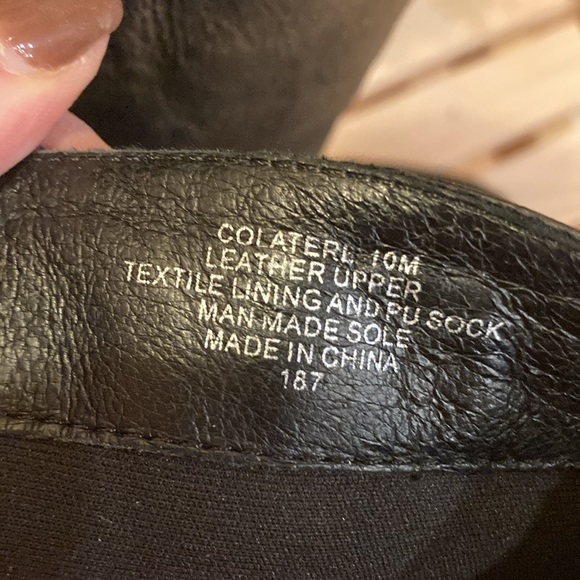 COLATERL 10M
LEATHER UPPER
TEXTILE LINING AND PU SOCK
MAN MADE SOLE
MADE IN CHINA
187